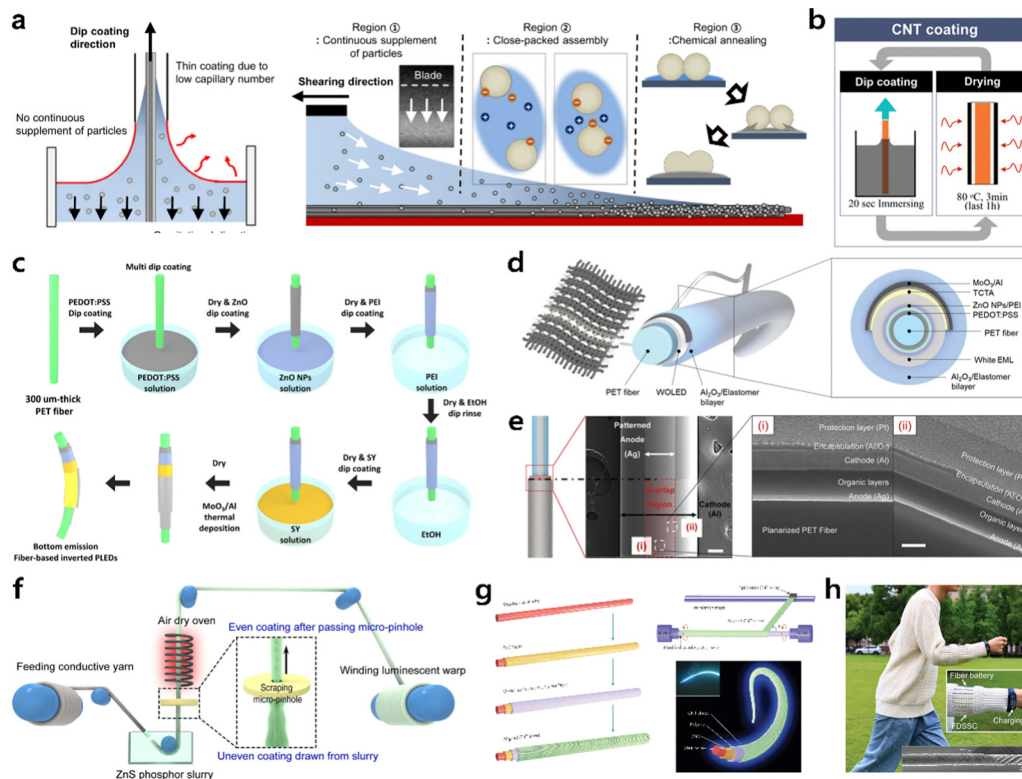 a
Dip coating
direction
Thin coating due to
low capillary number
No continuous
supplement of particles
Region ①
: Continuous supplement
of particles
Shearing direction
Blade
Region ②
: Close-packed assembly
Region ③
:Chemical annealing
b
CNT coating
Dip coating
20 sec Immersing
Drying
80 ºC, 3min
(last 1h)
c
Multi dip coating
PEDOT:PSS
Dip coating
PEDOT:PSS
solution
Dry & ZnO
dip coating
ZnO NPs
solution
Dry & PEI
dip coating
PEI
solution
300 um-thick
PET fiber
Dry & EtOH
dip rinse
EtOH
Dry & SY
dip coating
SY
solution
Dry
MoO₃/Al
thermal
deposition
Bottom emission
Fiber-based inverted PLEDs
d
PET fiber
WOLED
Al₂O₃/Elastomer
bilayer
MoO₃/Al
TCTA
ZnO NPs/PEI
PEDOT:PSS
PET fiber
White EML
Al₂O₃/Elastomer
bilayer
e
Patterned
Anode
(Ag)
Overlap
region
Cathode
(Al)
(i)
(ii)
(i)
Protection layer (Pt)
Encapsulation (Al₂O₃)
Cathode (Al)
Organic layers
Anode (Ag)
Planarized PET Fiber
(ii)
Protection layer
Encapsulation
Cathode
Organic
Anode
f
Air dry oven
Even coating after passing micro-pinhole
Feeding conductive yarn
Scraping
micro-pinhole
Winding luminescent warp
ZnS phosphor slurry
Uneven coating drawn from slurry
g
h
Fiber battery
FDSSC
Charging